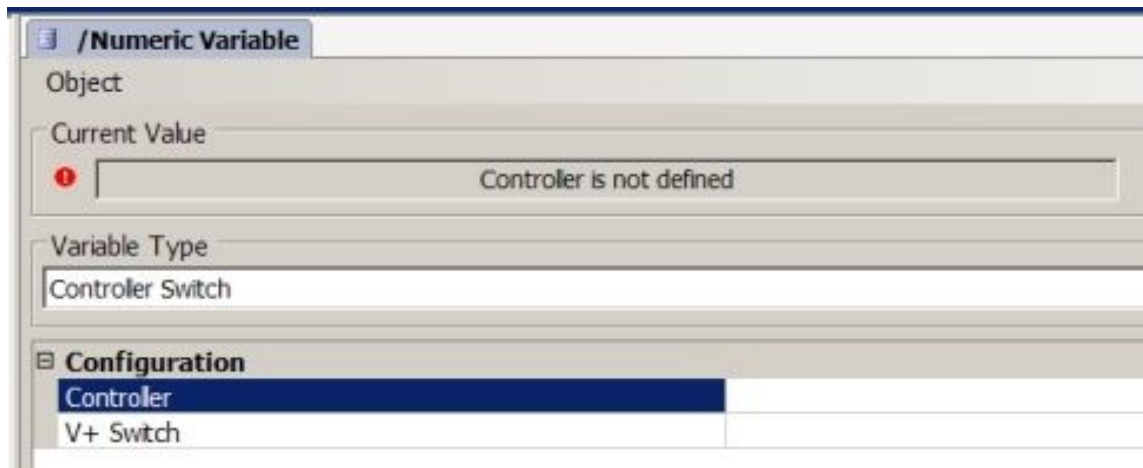 /Numeric Variable
Object
Current Value
Controller is not defined
Variable Type
Controller Switch
Configuration
Controller
V+ Switch